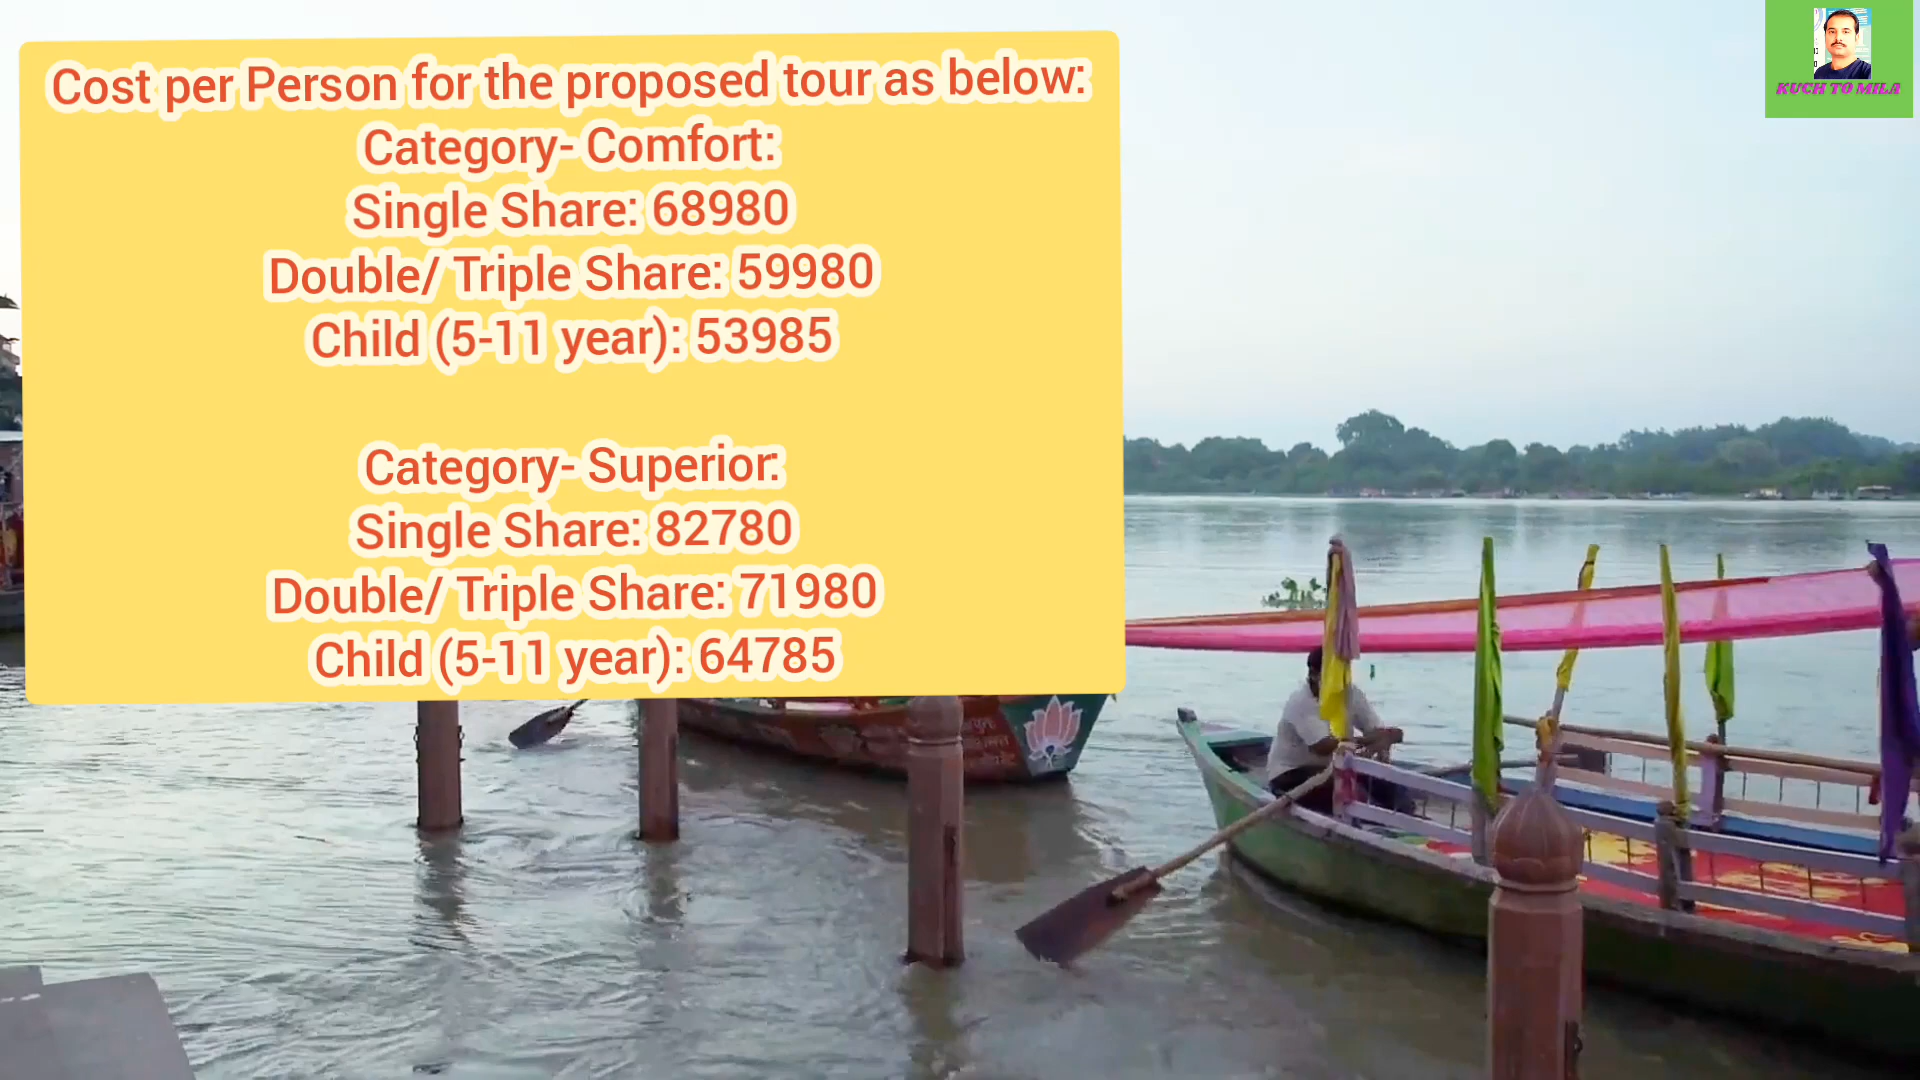 Cost per Person for the proposed tour as below:
Category- Comfort:
Single Share: 68980
Double/ Triple Share: 59980
Child (5-11 year): 53985
Category- Superior:
Single Share: 82780
Double/ Triple Share: 71980
Child (5-11 year): 64785
KUCH TO MILA